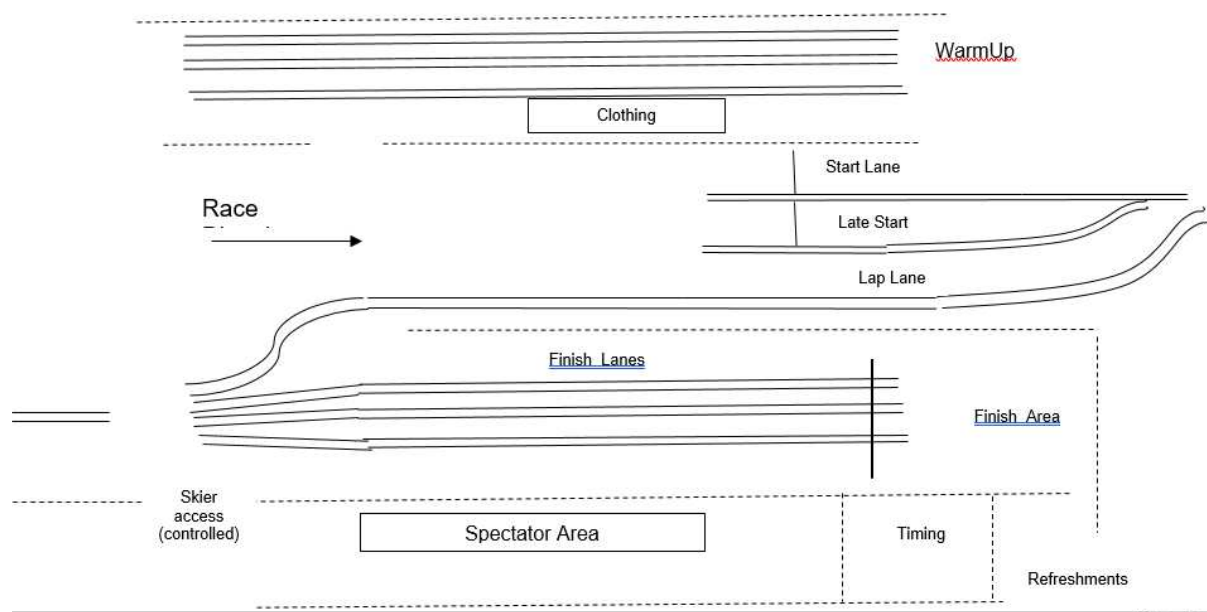 WarmUp
Clothing
Start Lane
Race
Late Start
Lap Lane
Finish Lanes
Finish Area
Skier
access
(controlled)
Spectator Area
Timing
Refreshments